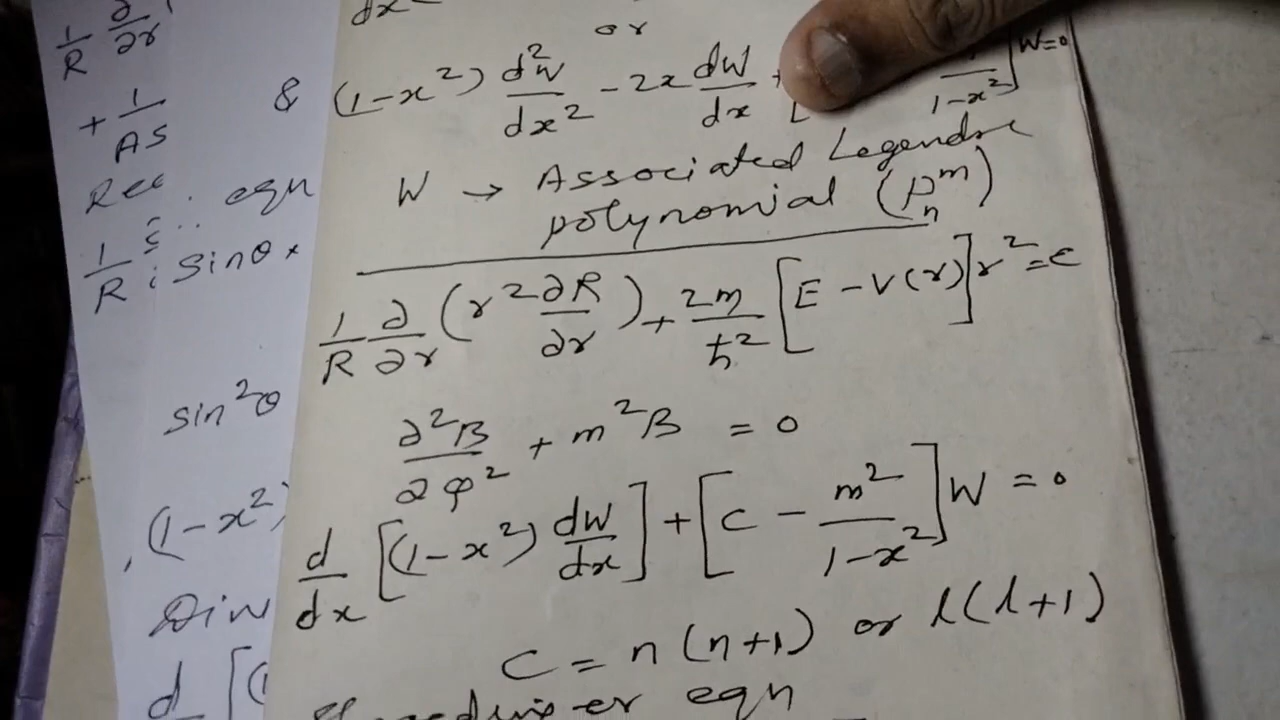 1/R ∂/∂r
+ 1/AS
eqn
1/R sinθ ×
sin²θ
(1-x²)
d/dx
or
& (1-x²) d²W/dx² - 2x dW/dx + [ 1-x² ] W=0
W → Associated Legendre
polynomial (Pₙᵐ)
1/R ∂/∂r (r² ∂R/∂r) + 2m/ħ² [E - V(r)] r² = c
∂²B/∂φ² + m²B = 0
d/dx [(1-x²) dW/dx] + [c - m²/(1-x²)] W = 0
C = n(n+1) or l(l+1)
eqn